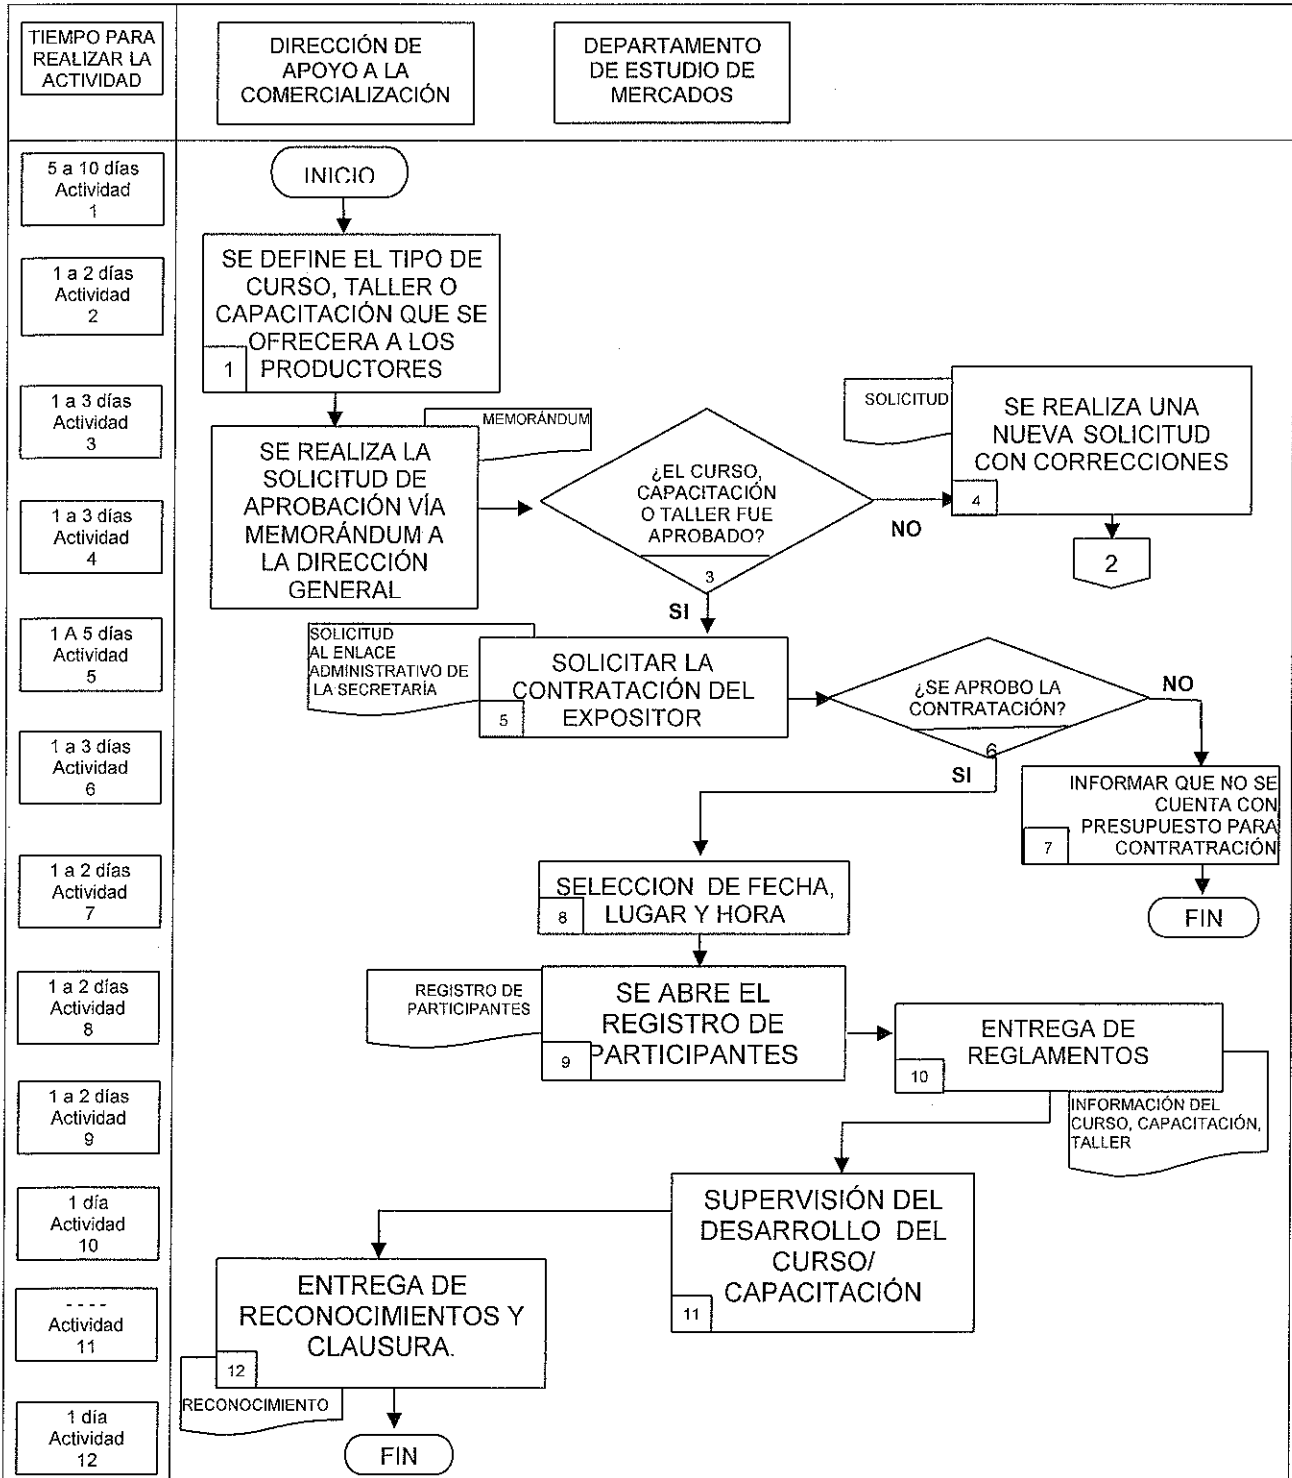 TIEMPO PARA
REALIZAR LA
ACTIVIDAD
DIRECCIÓN DE
APOYO A LA
COMERCIALIZACIÓN
DEPARTAMENTO
DE ESTUDIO DE
MERCADOS
5 a 10 días
Actividad
1
1 a 2 días
Actividad
2
1 a 3 días
Actividad
3
1 a 3 días
Actividad
4
1 A 5 días
Actividad
5
1 a 3 días
Actividad
6
1 a 2 días
Actividad
7
1 a 2 días
Actividad
8
1 a 2 días
Actividad
9
1 día
Actividad
10
- - - -
Actividad
11
1 día
Actividad
12
INICIO
SE DEFINE EL TIPO DE
CURSO, TALLER O
CAPACITACIÓN QUE SE
OFRECERA A LOS
PRODUCTORES
1
MEMORÁNDUM
SE REALIZA LA
SOLICITUD DE
APROBACIÓN VÍA
MEMORÁNDUM A
LA DIRECCIÓN
GENERAL
¿EL CURSO,
CAPACITACIÓN
O TALLER FUE
APROBADO?
3
NO
SI
SOLICITUD
SE REALIZA UNA
NUEVA SOLICITUD
CON CORRECCIONES
4
2
SOLICITUD
AL ENLACE
ADMINISTRATIVO DE
LA SECRETARÍA
SOLICITAR LA
CONTRATACIÓN DEL
EXPOSITOR
5
¿SE APROBO LA
CONTRATACIÓN?
6
NO
SI
INFORMAR QUE NO SE
CUENTA CON
PRESUPUESTO PARA
CONTRATRACIÓN
7
FIN
SELECCION DE FECHA,
LUGAR Y HORA
8
REGISTRO DE
PARTICIPANTES
SE ABRE EL
REGISTRO DE
PARTICIPANTES
9
ENTREGA DE
REGLAMENTOS
10
INFORMACIÓN DEL
CURSO, CAPACITACIÓN,
TALLER
SUPERVISIÓN DEL
DESARROLLO DEL
CURSO/
CAPACITACIÓN
11
ENTREGA DE
RECONOCIMIENTOS Y
CLAUSURA.
12
RECONOCIMIENTO
FIN